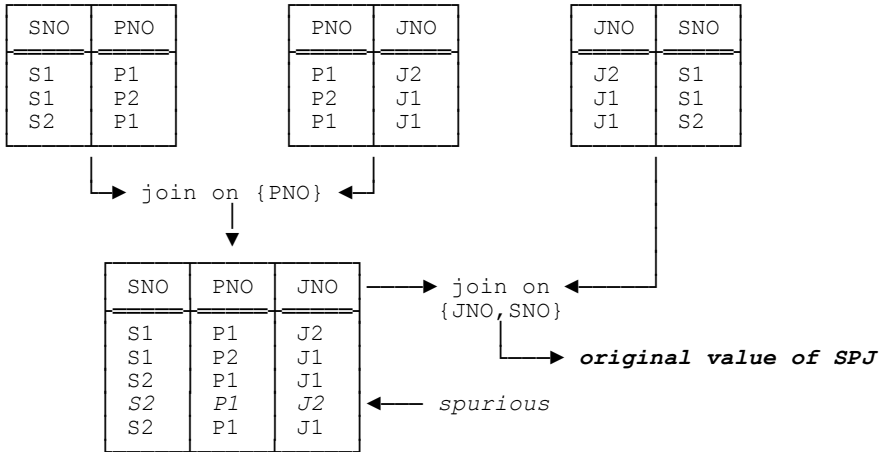 SNO PNO PNO JNO JNO SNO
S1 P1 P1 J2 J2 S1
S1 P2 P2 J1 J1 S1
S2 P1 P1 J1 J1 S2
join on {PNO}
SNO PNO JNO join on
{JNO,SNO}
S1 P1 J2
S1 P2 J1 original value of SPJ
S2 P1 J1
S2 P1 J2 spurious
S2 P1 J1